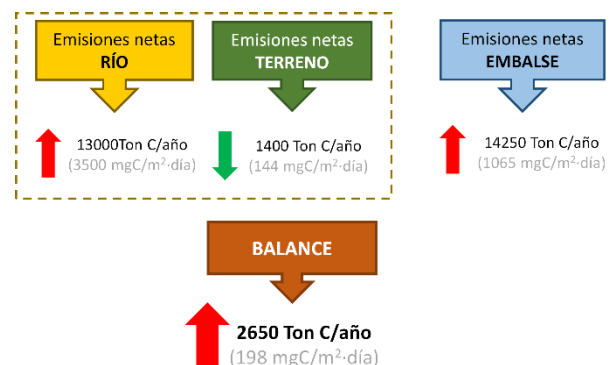 Emisiones netas
RÍO
Emisiones netas
TERRENO
Emisiones netas
EMBALSE
13000Ton C/año
(3500 mgC/m²·día)
1400 Ton C/año
(144 mgC/m²·día)
14250 Ton C/año
(1065 mgC/m²·día)
BALANCE
2650 Ton C/año
(198 mgC/m²·día)